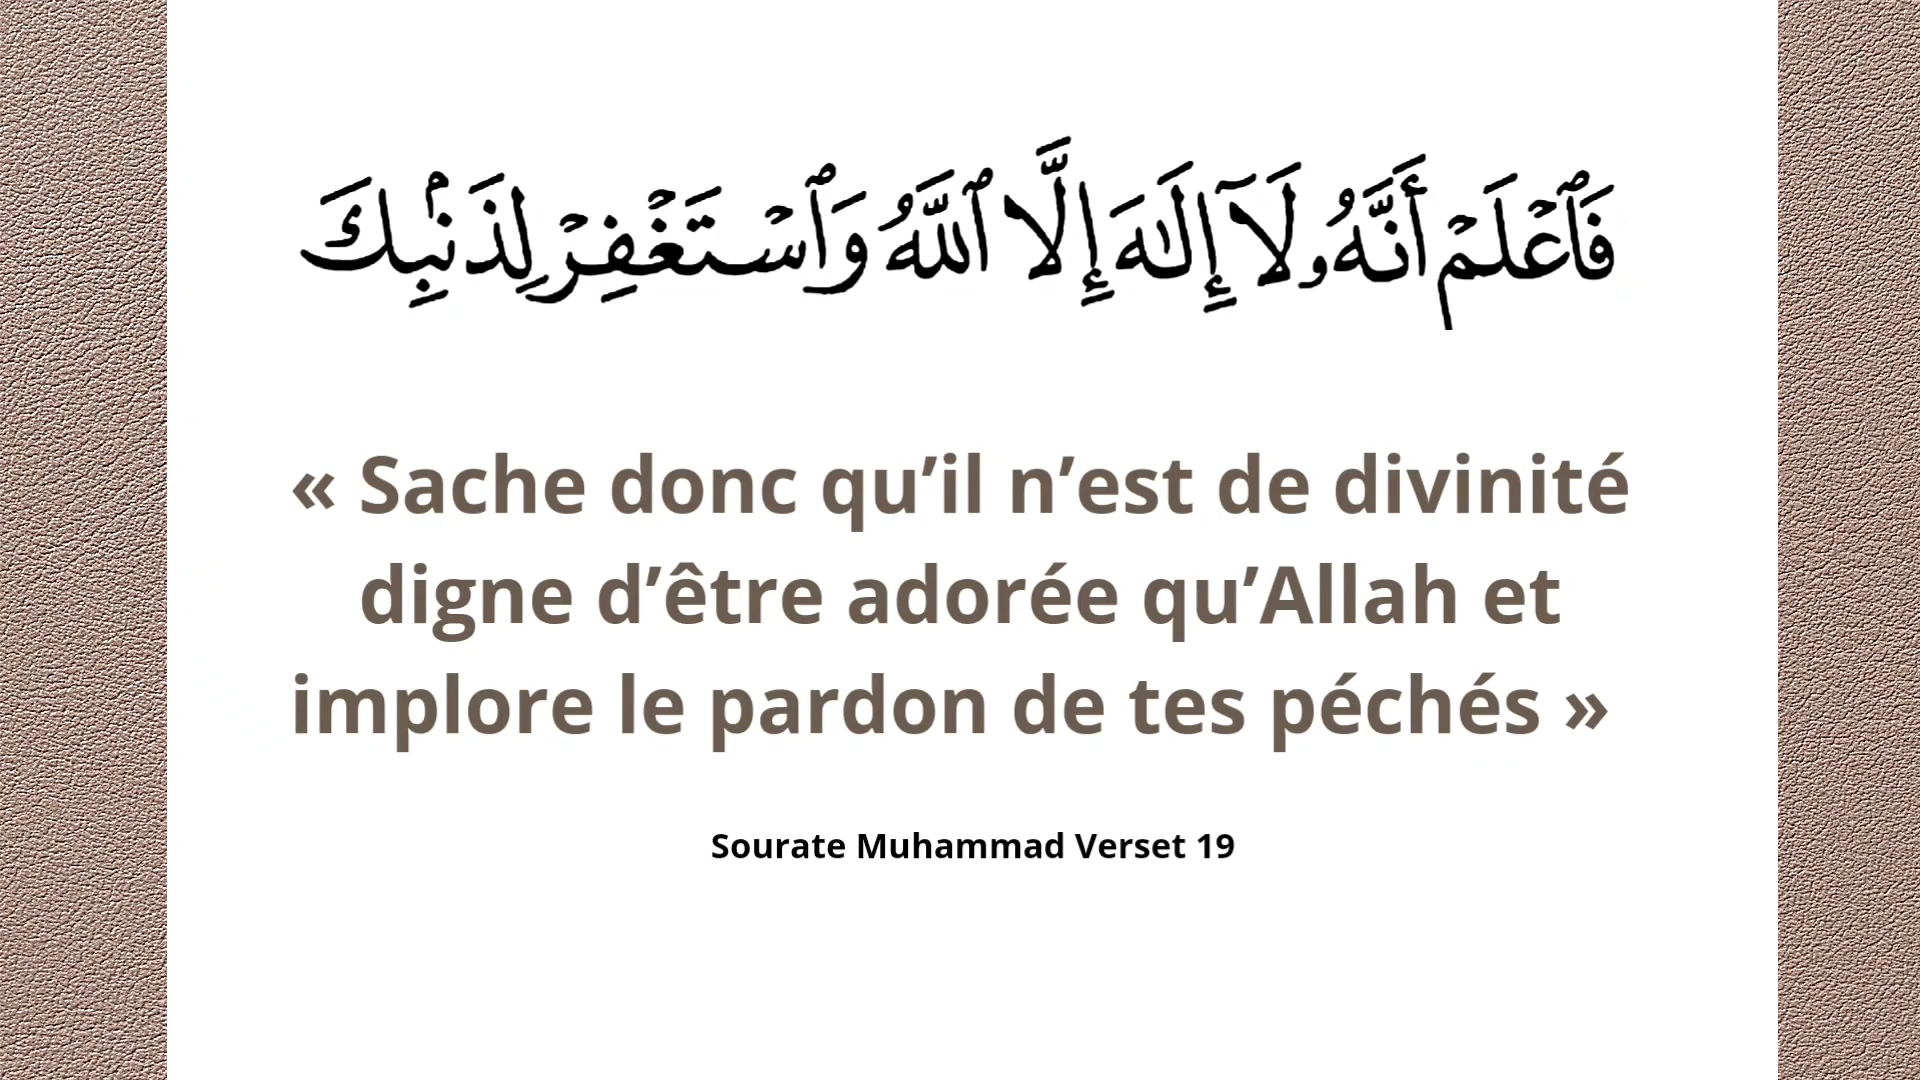 فَٱعْلَمْ أَنَّهُۥ لَآ إِلَٰهَ إِلَّا ٱللَّهُ وَٱسْتَغْفِرْ لِذَنۢبِكَ
« Sache donc qu’il n’est de divinité
digne d’être adorée qu’Allah et
implore le pardon de tes péchés »
Sourate Muhammad Verset 19